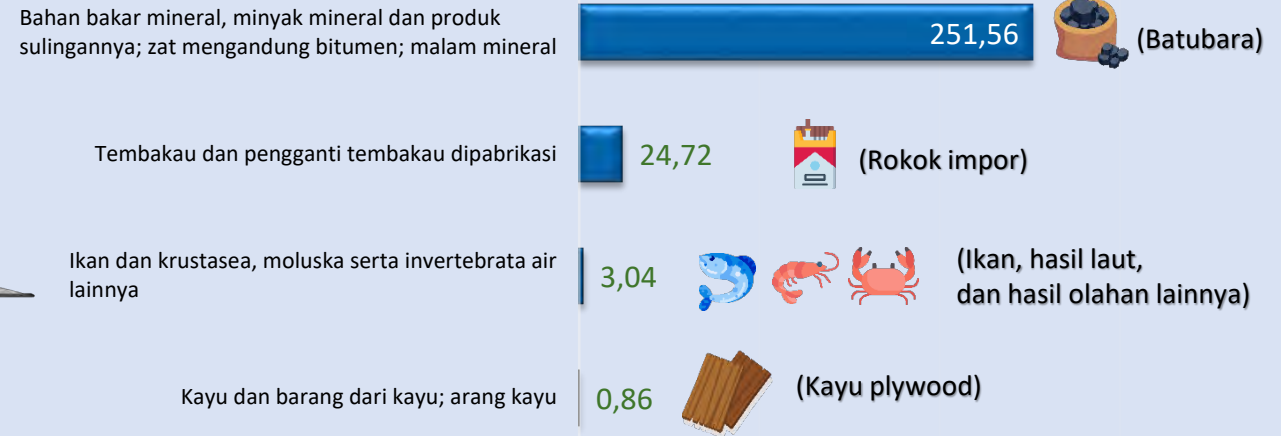 Bahan bakar mineral, minyak mineral dan produk
sulingannya; zat mengandung bitumen; malam mineral
251,56
(Batubara)
Tembakau dan pengganti tembakau dipabrikasi
24,72
(Rokok impor)
Ikan dan krustasea, moluska serta invertebrata air
lainnya
3,04
(Ikan, hasil laut,
dan hasil olahan lainnya)
Kayu dan barang dari kayu; arang kayu
0,86
(Kayu plywood)